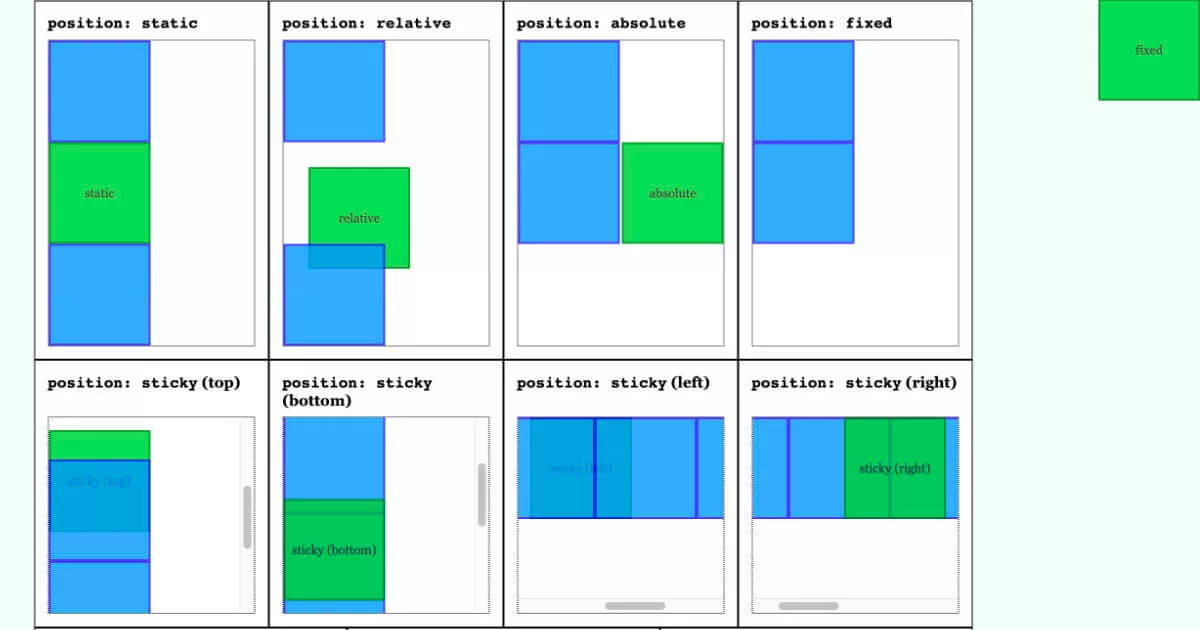 position: static
position: relative
position: absolute
position: fixed
fixed
static
relative
absolute
position: sticky (top)
position: sticky
(bottom)
position: sticky (left)
position: sticky (right)
sticky (top)
sticky (bottom)
sticky (left)
sticky (right)